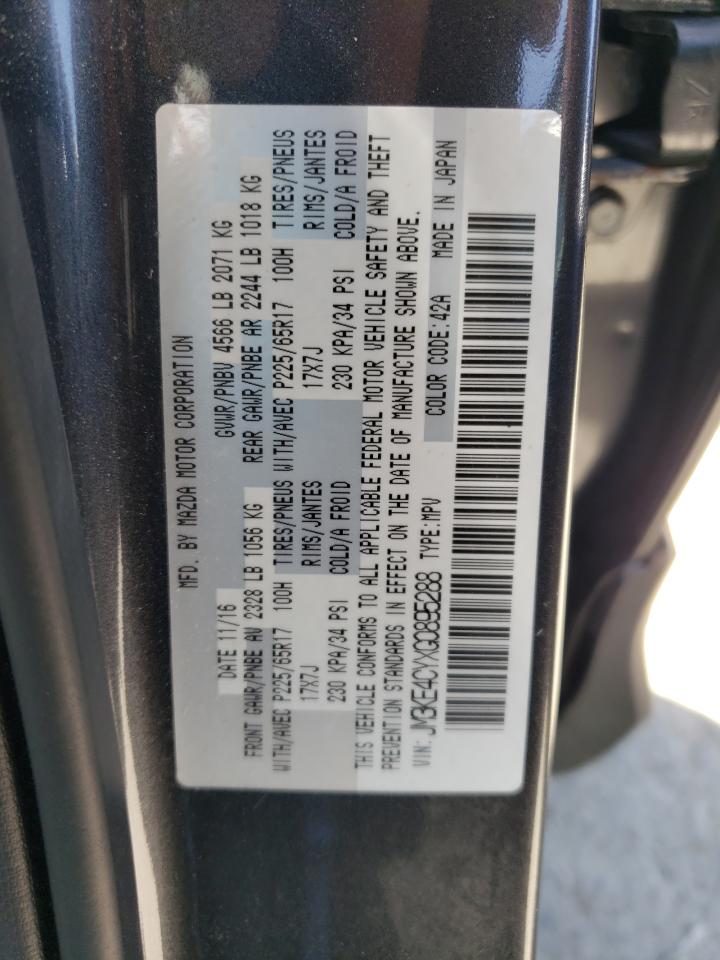 MFD. BY MAZDA MOTOR CORPORATION
DATE 11/16 GVWR/PNBV 4566 LB 2071 KG
FRONT GAWR/PNBE AV 2328 LB 1056 KG REAR GAWR/PNBE AR 2244 LB 1018 KG
WITH/AVEC P225/65R17 100H TIRES/PNEUS WITH/AVEC P225/65R17 100H TIRES/PNEUS
17X7J RIMS/JANTES 17X7J RIMS/JANTES
230 KPA/34 PSI COLD/A FROID 230 KPA/34 PSI COLD/A FROID
THIS VEHICLE CONFORMS TO ALL APPLICABLE FEDERAL MOTOR VEHICLE SAFETY AND THEFT
PREVENTION STANDARDS IN EFFECT ON THE DATE OF MANUFACTURE SHOWN ABOVE.
VIN: JM3KE4CYXG0895288 TYPE:MPV COLOR CODE:42A MADE IN JAPAN